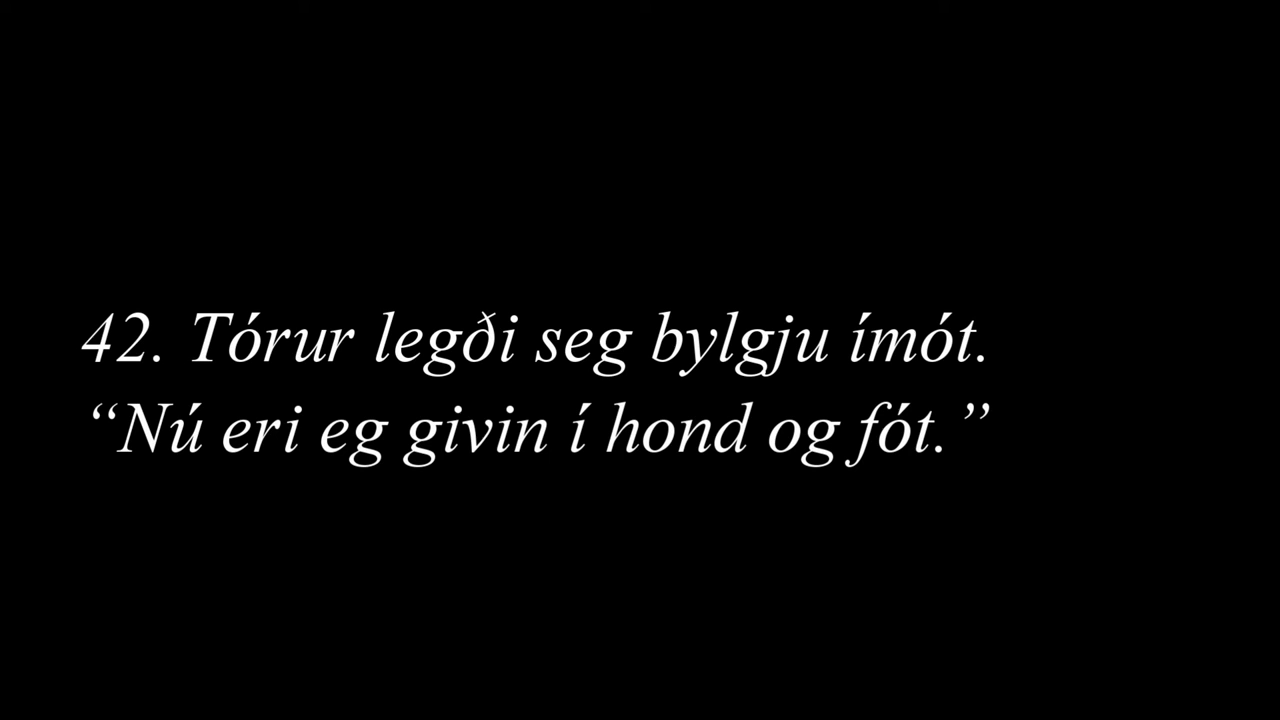 42. Tórur legði seg bylgju ímót.
“Nú eri eg givin í hond og fót.”